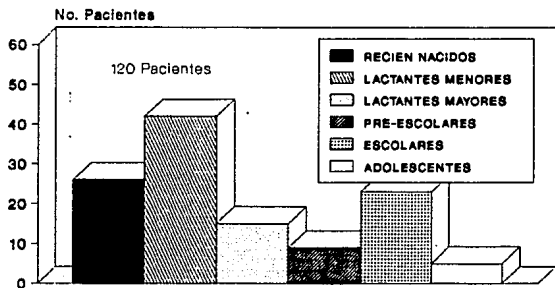 No. Pacientes
60
50
40
30
20
10
0
120 Pacientes
RECIEN NACIDOS
LACTANTES MENORES
LACTANTES MAYORES
PRE-ESCOLARES
ESCOLARES
ADOLESCENTES